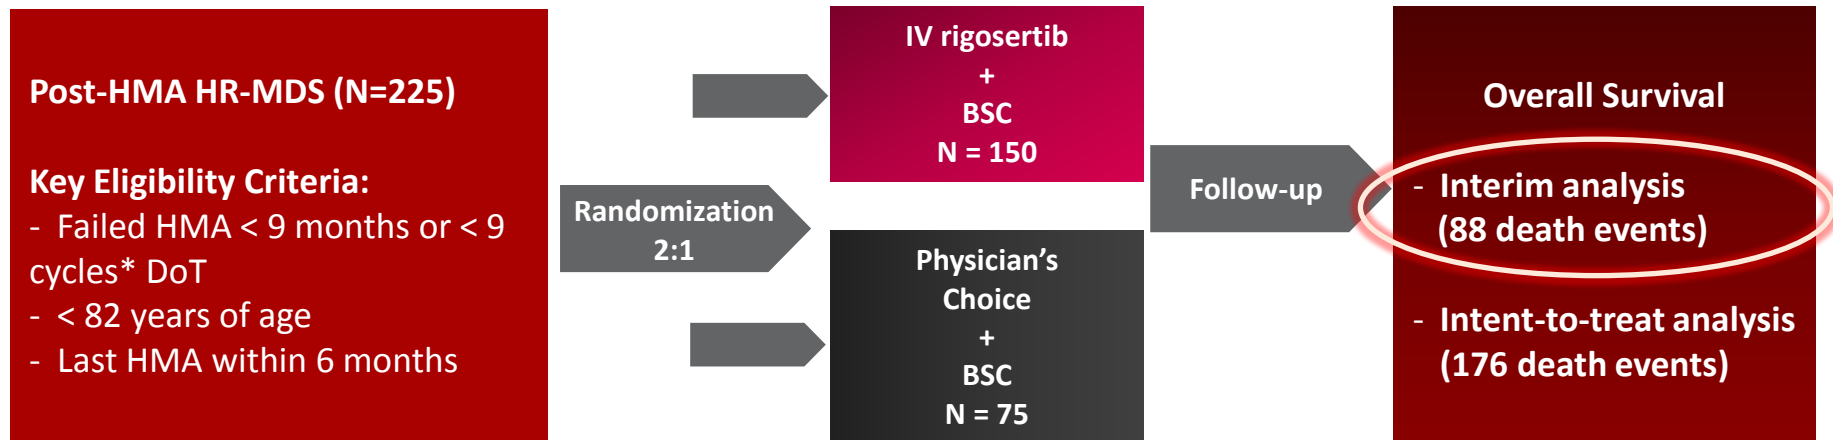 Post-HMA HR-MDS (N=225)
Key Eligibility Criteria:
- Failed HMA < 9 months or < 9
cycles* DoT
- < 82 years of age
- Last HMA within 6 months
Randomization
2:1
IV rigosertib
+
BSC
N = 150
Physician's
Choice
+
BSC
N = 75
Follow-up
Overall Survival
- Interim analysis
(88 death events)
- Intent-to-treat analysis
(176 death events)